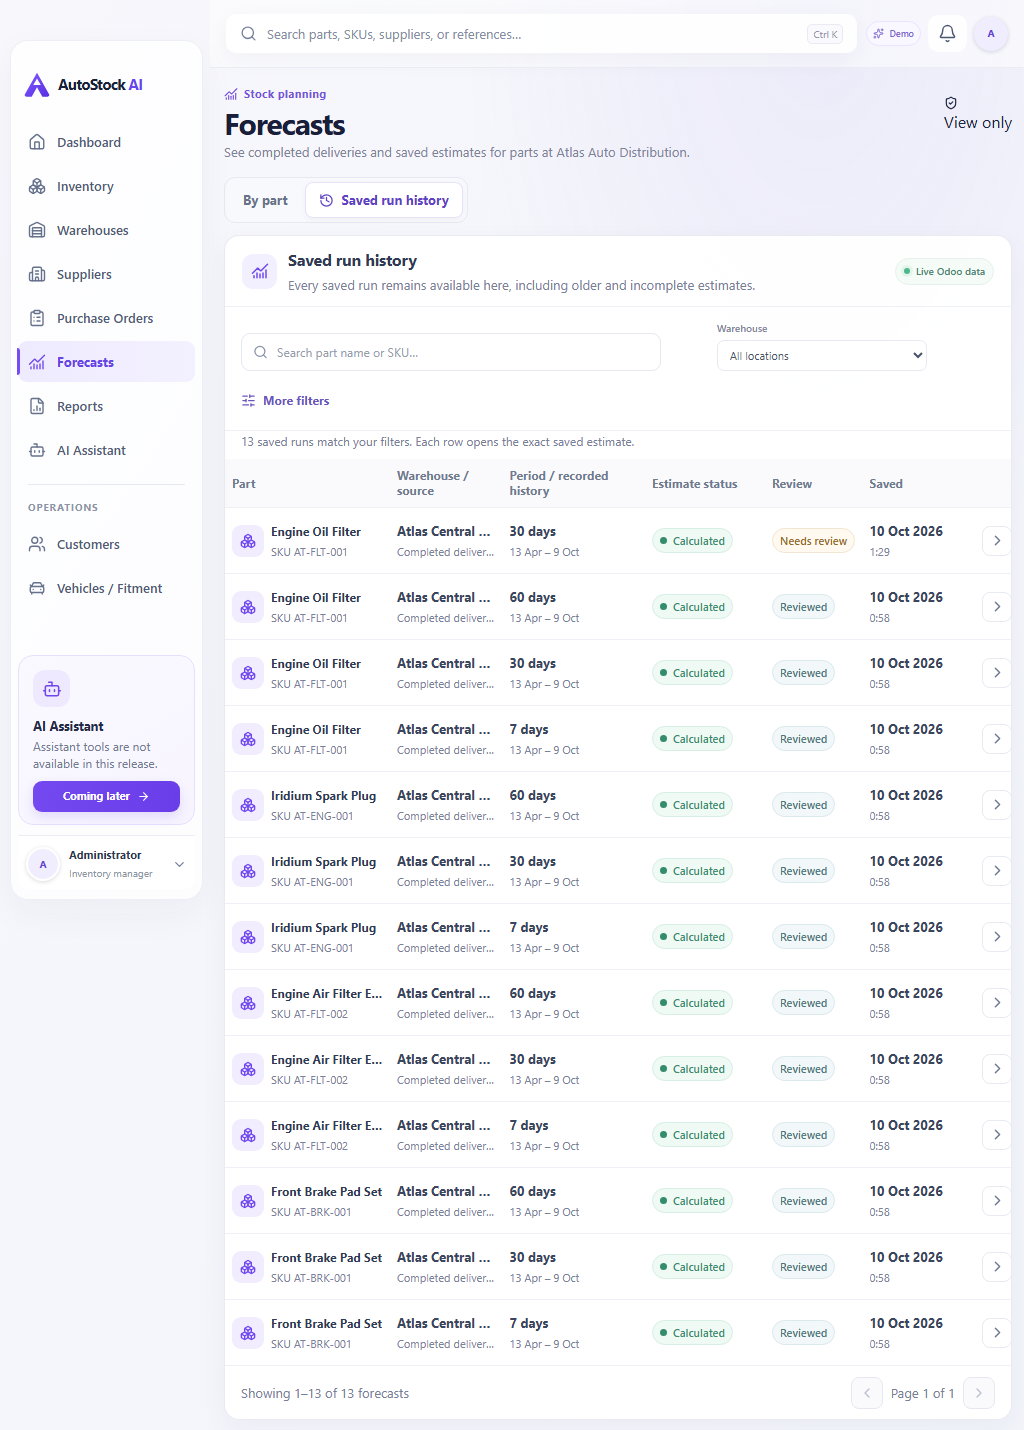 Search parts, SKUs, suppliers, or references...
Ctrl K
Demo
A
AutoStock AI
Dashboard
Inventory
Warehouses
Suppliers
Purchase Orders
Forecasts
Reports
AI Assistant
OPERATIONS
Customers
Vehicles / Fitment
AI Assistant
Assistant tools are not
available in this release.
Coming later
A
Administrator
Inventory manager
Stock planning
Forecasts
See completed deliveries and saved estimates for parts at Atlas Auto Distribution.
View only
By part
Saved run history
Saved run history
Every saved run remains available here, including older and incomplete estimates.
Live Odoo data
Search part name or SKU...
Warehouse
All locations
More filters
13 saved runs match your filters. Each row opens the exact saved estimate.
Part Warehouse / source Period / recorded history Estimate status Review Saved
Engine Oil Filter Atlas Central ... 30 days Calculated Needs review 10 Oct 2026
SKU AT-FLT-001 Completed deliver... 13 Apr – 9 Oct 1:29
Engine Oil Filter Atlas Central ... 60 days Calculated Reviewed 10 Oct 2026
SKU AT-FLT-001 Completed deliver... 13 Apr – 9 Oct 0:58
Engine Oil Filter Atlas Central ... 30 days Calculated Reviewed 10 Oct 2026
SKU AT-FLT-001 Completed deliver... 13 Apr – 9 Oct 0:58
Engine Oil Filter Atlas Central ... 7 days Calculated Reviewed 10 Oct 2026
SKU AT-FLT-001 Completed deliver... 13 Apr – 9 Oct 0:58
Iridium Spark Plug Atlas Central ... 60 days Calculated Reviewed 10 Oct 2026
SKU AT-ENG-001 Completed deliver... 13 Apr – 9 Oct 0:58
Iridium Spark Plug Atlas Central ... 30 days Calculated Reviewed 10 Oct 2026
SKU AT-ENG-001 Completed deliver... 13 Apr – 9 Oct 0:58
Iridium Spark Plug Atlas Central ... 7 days Calculated Reviewed 10 Oct 2026
SKU AT-ENG-001 Completed deliver... 13 Apr – 9 Oct 0:58
Engine Air Filter E... Atlas Central ... 60 days Calculated Reviewed 10 Oct 2026
SKU AT-FLT-002 Completed deliver... 13 Apr – 9 Oct 0:58
Engine Air Filter E... Atlas Central ... 30 days Calculated Reviewed 10 Oct 2026
SKU AT-FLT-002 Completed deliver... 13 Apr – 9 Oct 0:58
Engine Air Filter E... Atlas Central ... 7 days Calculated Reviewed 10 Oct 2026
SKU AT-FLT-002 Completed deliver... 13 Apr – 9 Oct 0:58
Front Brake Pad Set Atlas Central ... 60 days Calculated Reviewed 10 Oct 2026
SKU AT-BRK-001 Completed deliver... 13 Apr – 9 Oct 0:58
Front Brake Pad Set Atlas Central ... 30 days Calculated Reviewed 10 Oct 2026
SKU AT-BRK-001 Completed deliver... 13 Apr – 9 Oct 0:58
Front Brake Pad Set Atlas Central ... 7 days Calculated Reviewed 10 Oct 2026
SKU AT-BRK-001 Completed deliver... 13 Apr – 9 Oct 0:58
Showing 1–13 of 13 forecasts
Page 1 of 1